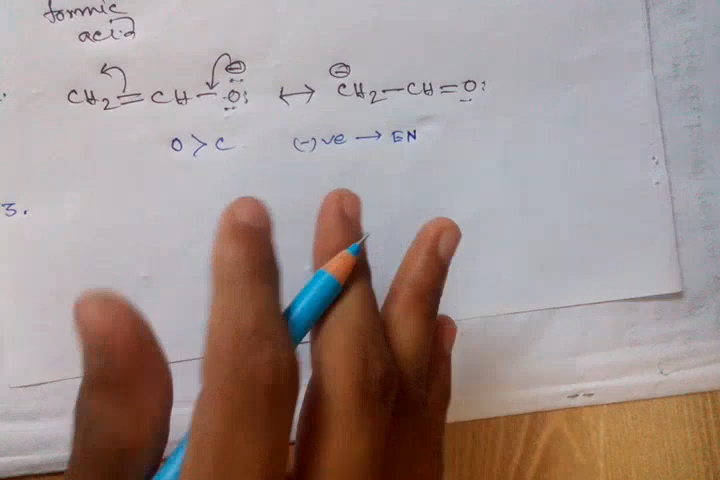 formic
acid
CH₂=CH—Ö:⊖ ↔ ⊖CH₂—CH=O:
O > C (-)ve → EN
3.